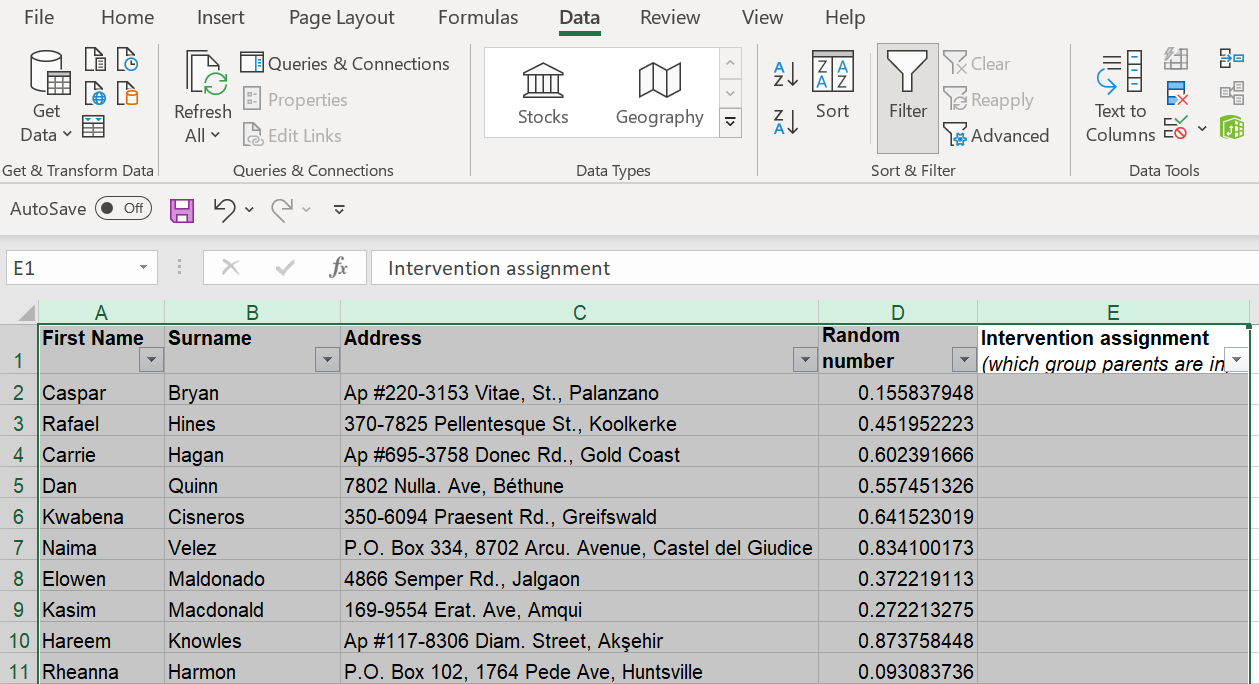 File Home Insert Page Layout Formulas Data Review View Help
Get Data
Refresh All
Queries & Connections
Properties
Edit Links
Stocks
Geography
A Z
Z A
Z A A Z
Sort
Filter
Clear
Reapply
Advanced
Text to Columns
Get & Transform Data
Queries & Connections
Data Types
Sort & Filter
Data Tools
AutoSave Off
E1 fx Intervention assignment
A B C D E
1 First Name Surname Address Random number Intervention assignment
(which group parents are in
2 Caspar Bryan Ap #220-3153 Vitae, St., Palanzano 0.155837948
3 Rafael Hines 370-7825 Pellentesque St., Koolkerke 0.451952223
4 Carrie Hagan Ap #695-3758 Donec Rd., Gold Coast 0.602391666
5 Dan Quinn 7802 Nulla. Ave, Béthune 0.557451326
6 Kwabena Cisneros 350-6094 Praesent Rd., Greifswald 0.641523019
7 Naima Velez P.O. Box 334, 8702 Arcu. Avenue, Castel del Giudice 0.834100173
8 Elowen Maldonado 4866 Semper Rd., Jalgaon 0.372219113
9 Kasim Macdonald 169-9554 Erat. Ave, Amqui 0.272213275
10 Hareem Knowles Ap #117-8306 Diam. Street, Akşehir 0.873758448
11 Rheanna Harmon P.O. Box 102, 1764 Pede Ave, Huntsville 0.093083736